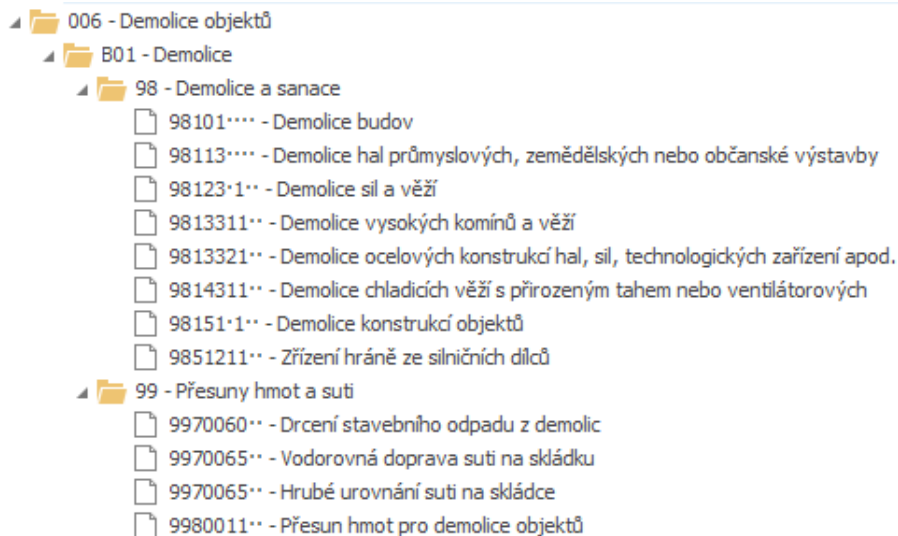 006 - Demolice objektů
B01 - Demolice
98 - Demolice a sanace
98101···· - Demolice budov
98113···· - Demolice hal průmyslových, zemědělských nebo občanské výstavby
98123·1·· - Demolice sil a věží
9813311·· - Demolice vysokých komínů a věží
9813321·· - Demolice ocelových konstrukcí hal, sil, technologických zařízení apod.
9814311·· - Demolice chladicích věží s přirozeným tahem nebo ventilátorových
98151·1·· - Demolice konstrukcí objektů
9851211·· - Zřízení hráně ze silničních dílců
99 - Přesuny hmot a suti
9970060·· - Drcení stavebního odpadu z demolic
9970065·· - Vodorovná doprava suti na skládku
9970065·· - Hrubé urovnání suti na skládce
9980011·· - Přesun hmot pro demolice objektů